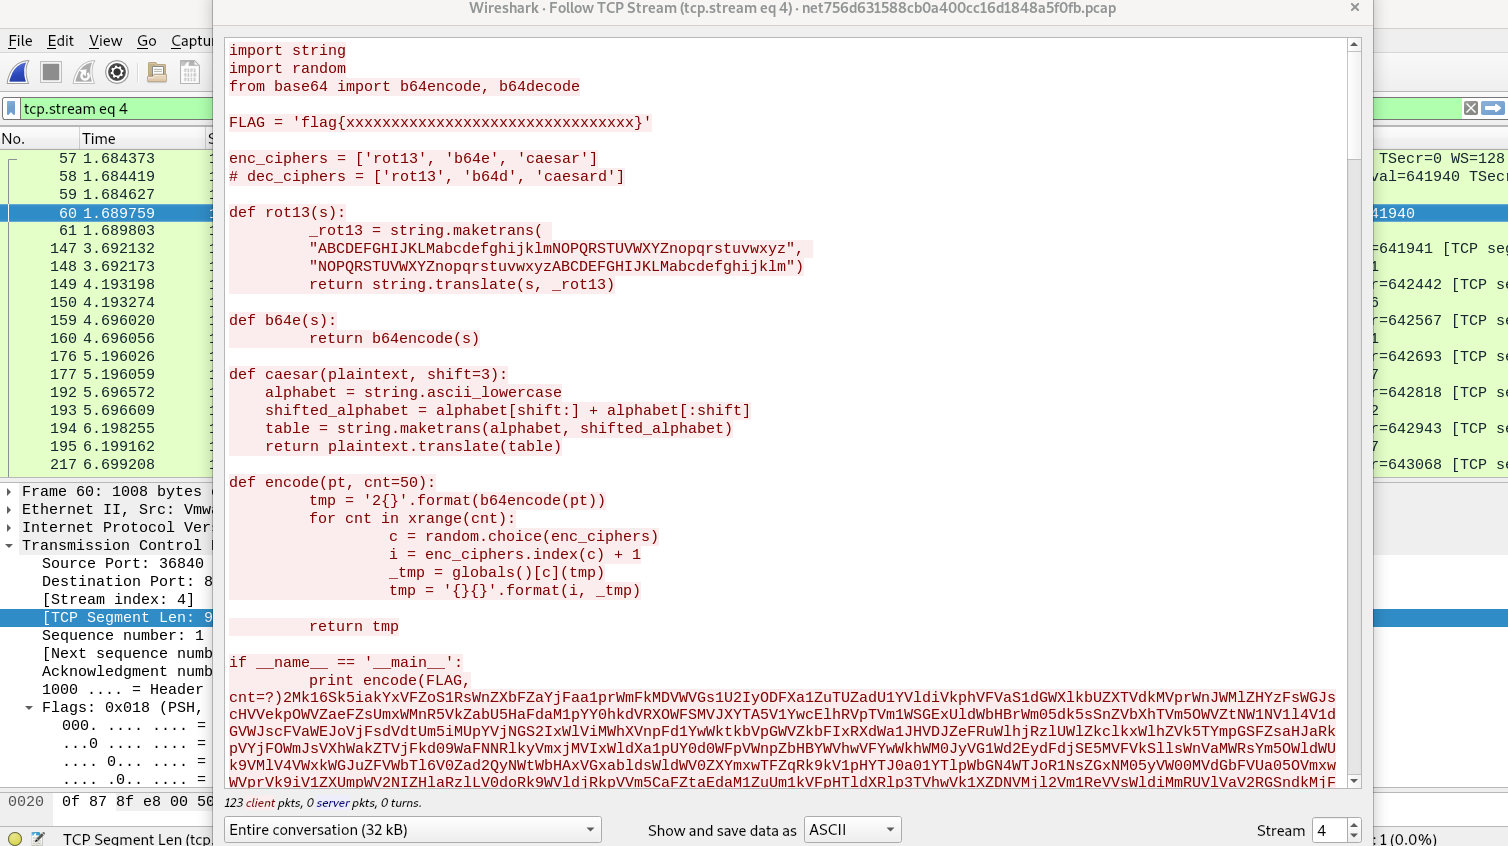 Wireshark · Follow TCP Stream (tcp.stream eq 4) · net756d631588cb0a400cc16d1848a5f0fb.pcap
File Edit View Go
tcp.stream eq 4
No. Time
57 1.684373
58 1.684419
59 1.684627
60 1.689759
61 1.689803
147 3.692132
148 3.692173
149 4.193198
150 4.193274
159 4.696020
160 4.696056
176 5.196026
177 5.196059
192 5.696572
193 5.696609
194 6.198255
195 6.199162
217 6.699208
TSecr=0 WS=128
val=641940 TSecr
41940
=641941 [TCP seg
1
r=642442 [TCP se
6
r=642567 [TCP se
1
r=642693 [TCP se
7
r=642818 [TCP se
2
r=642943 [TCP se
7
r=643068 [TCP se
Frame 60: 1008 bytes
Ethernet II, Src: Vmwa
Internet Protocol Ver
Transmission Control
Source Port: 36840
Destination Port: 8
[Stream index: 4]
[TCP Segment Len: 9
Sequence number: 1
[Next sequence numb
Acknowledgment numb
1000 .... = Header
Flags: 0x018 (PSH,
000. .... .... =
...0 .... .... =
.... 0... .... =
.... .0.. .... =
0020 0f 87 8f e8 00 50
TCP Segment Len (tcp.
: 1 (0.0%)
import string
import random
from base64 import b64encode, b64decode
FLAG = 'flag{xxxxxxxxxxxxxxxxxxxxxxxxxxxxxxxx}'
enc_ciphers = ['rot13', 'b64e', 'caesar']
# dec_ciphers = ['rot13', 'b64d', 'caesard']
def rot13(s):
_rot13 = string.maketrans(
"ABCDEFGHIJKLMabcdefghijklmNOPQRSTUVWXYZnopqrstuvwxyz",
"NOPQRSTUVWXYZnopqrstuvwxyzABCDEFGHIJKLMabcdefghijklm")
return string.translate(s, _rot13)
def b64e(s):
return b64encode(s)
def caesar(plaintext, shift=3):
alphabet = string.ascii_lowercase
shifted_alphabet = alphabet[shift:] + alphabet[:shift]
table = string.maketrans(alphabet, shifted_alphabet)
return plaintext.translate(table)
def encode(pt, cnt=50):
tmp = '2{}'.format(b64encode(pt))
for cnt in xrange(cnt):
c = random.choice(enc_ciphers)
i = enc_ciphers.index(c) + 1
_tmp = globals()[c](tmp)
tmp = '{}{}'.format(i, _tmp)
return tmp
if __name__ == '__main__':
print encode(FLAG,
123 client pkts, 0 server pkts, 0 turns.
Entire conversation (32 kB) Show and save data as ASCII Stream 4